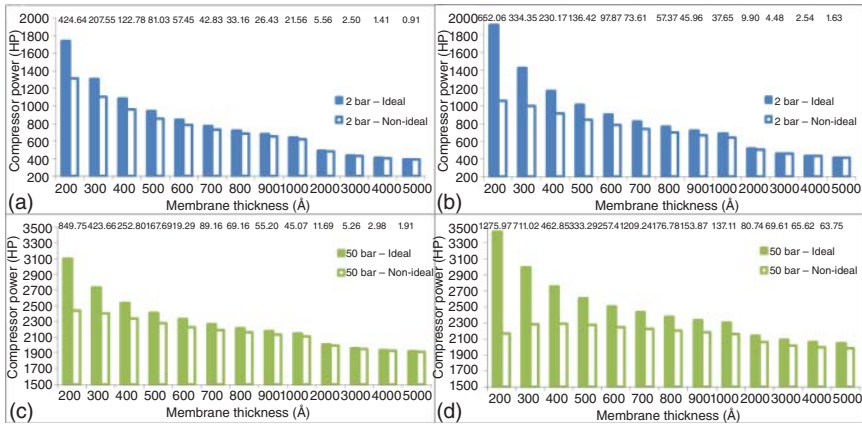 2000 424.64 207.55 122.78 81.03 57.45 42.83 33.16 26.43 21.56 5.56 2.50 1.41 0.91
1800
1600
1400
1200
1000
800
600
400
200
Compressor power (HP)
2 bar – Ideal
2 bar – Non-ideal
200 300 400 500 600 700 800 900 1000 2000 3000 4000 5000
(a) Membrane thickness (Å)
2000 652.06 334.35 230.17 136.42 97.87 73.61 57.37 45.96 37.65 9.90 4.48 2.54 1.63
1800
1600
1400
1200
1000
800
600
400
200
Compressor power (HP)
2 bar – Ideal
2 bar – Non-ideal
200 300 400 500 600 700 800 9001 1000 2000 3000 4000 5000
(b) Membrane thickness (Å)
3500 849.75 423.66 252.80 167.69 119.29 89.16 69.16 55.20 45.07 11.69 5.26 2.98 1.91
3300
3100
2900
2700
2500
2300
2100
1900
1700
1500
Compressor power (HP)
50 bar – Ideal
50 bar – Non-ideal
200 300 400 500 600 700 800 900 1000 2000 3000 4000 5000
(c) Membrane thickness (Å)
3500 1275.97 711.02 462.85 333.29 257.41 1209.24 176.78 153.87 137.11 80.74 69.61 65.62 63.75
3300
3100
2900
2700
2500
2300
2100
1900
1700
1500
Compressor power (HP)
50 bar – Ideal
50 bar – Non-ideal
200 300 400 500 600 700 800 900 1000 2000 3000 4000 5000
(d) Membrane thickness (Å)